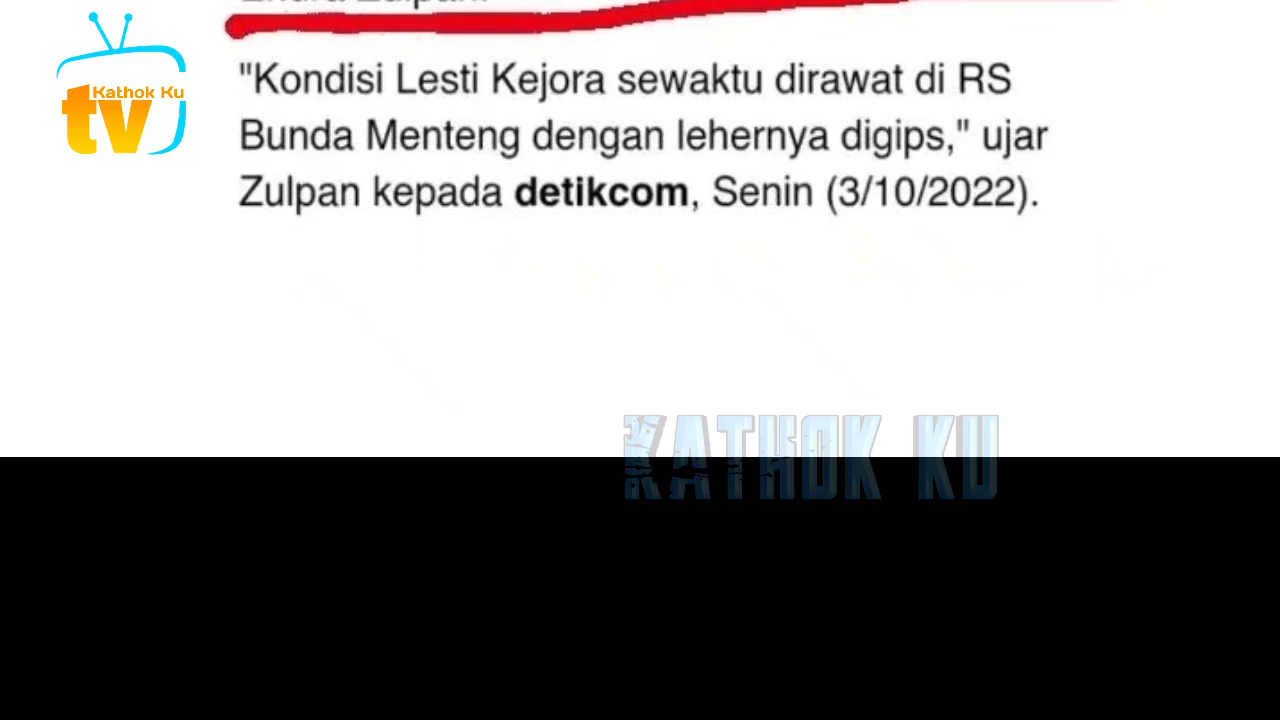 "Kondisi Lesti Kejora sewaktu dirawat di RS
Bunda Menteng dengan lehernya digips," ujar
Zulpan kepada detikcom, Senin (3/10/2022).
Kathok Ku
tv
KATHOK KU